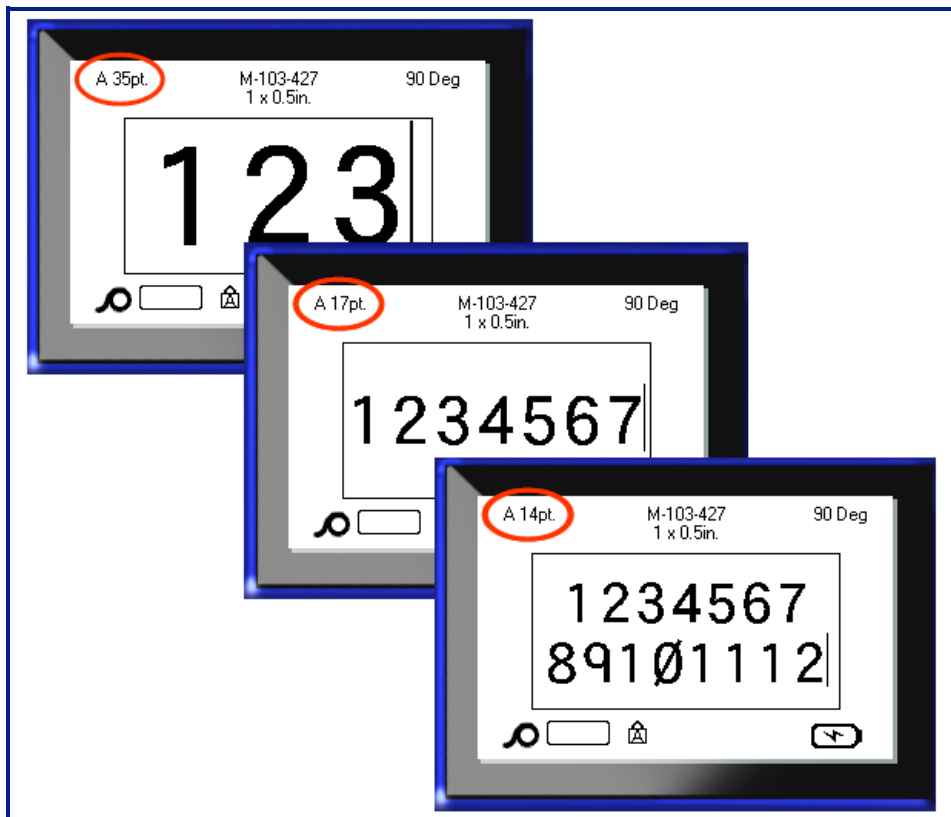 A 35pt. M-103-427 90 Deg
1 x 0.5in.
123
A
A 17pt. M-103-427 90 Deg
1 x 0.5in.
1234567
A 14pt. M-103-427 90 Deg
1 x 0.5in.
1234567
891Ø1112
A